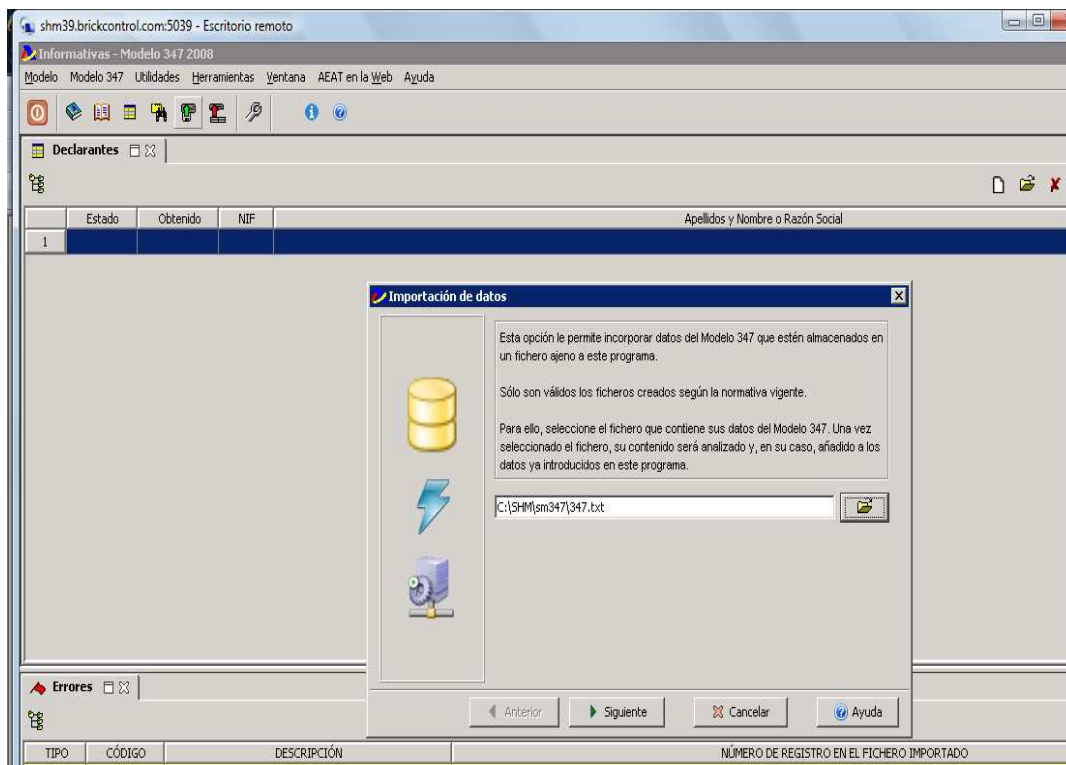 shm39.brickcontrol.com:5039 - Escritorio remoto
Informativas - Modelo 347 2008
Modelo Modelo 347 Utilidades Herramientas Ventana AEAT en la Web Ayuda
Declarantes
Estado Obtenido NIF Apellidos y Nombre o Razón Social
1
Importación de datos
Esta opción le permite incorporar datos del Modelo 347 que estén almacenados en
un fichero ajeno a este programa.
Sólo son válidos los ficheros creados según la normativa vigente.
Para ello, seleccione el fichero que contiene sus datos del Modelo 347. Una vez
seleccionado el fichero, su contenido será analizado y, en su caso, añadido a los
datos ya introducidos en este programa.
C:\SHM\sm347\347.txt
Errores
Anterior Siguiente Cancelar Ayuda
TIPO CÓDIGO DESCRIPCIÓN NÚMERO DE REGISTRO EN EL FICHERO IMPORTADO